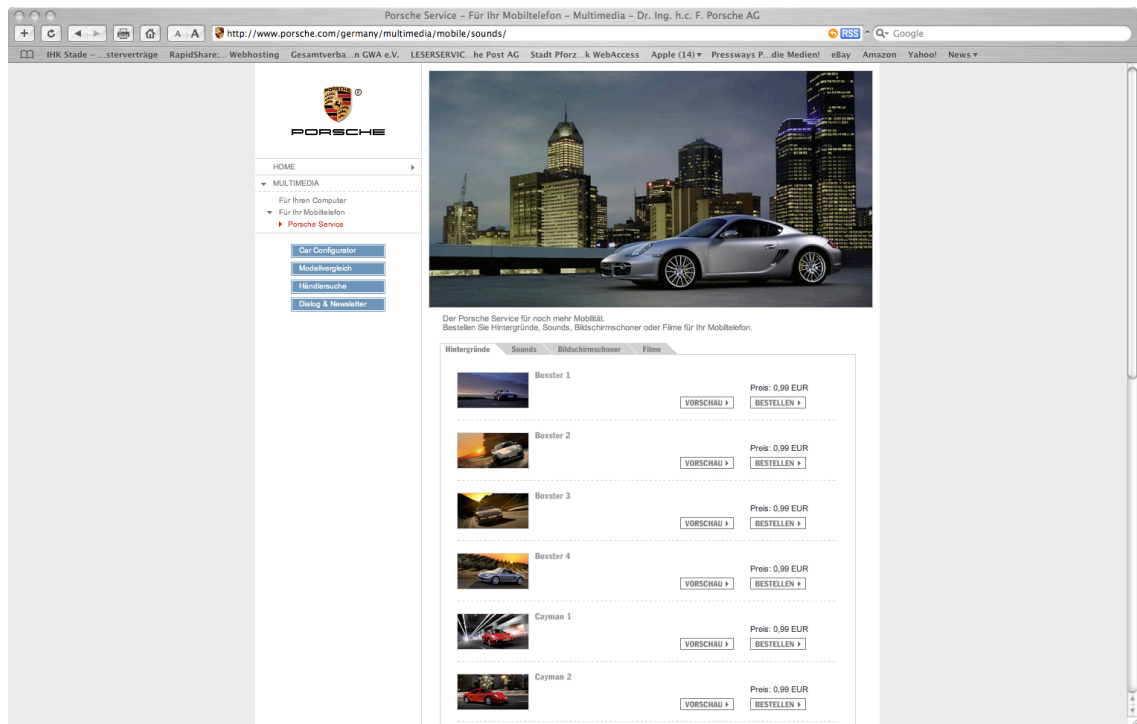 Porsche Service – Für Ihr Mobiltelefon – Multimedia – Dr. Ing. h.c. F. Porsche AG
A A http://www.porsche.com/germany/multimedia/mobile/sounds/ RSS Google
IHK Stade – ...sterverträge RapidShare:... Webhosting Gesamtverba...n GWA e.V. LESERSERVIC...he Post AG Stadt Pforz...k WebAccess Apple (14) Pressways P...die Medien! eBay Amazon Yahoo! News
PORSCHE
PORSCHE
HOME
MULTIMEDIA
Für Ihren Computer
Für Ihr Mobiltelefon
Porsche Service
Car Configurator
Modellvergleich
Händlersuche
Dialog & Newsletter
Der Porsche Service für noch mehr Mobilität.
Bestellen Sie Hintergründe, Sounds, Bildschirmschoner oder Filme für Ihr Mobiltelefon.
Hintergründe Sounds Bildschirmschoner Filme
Boxster 1
Preis: 0,99 EUR
VORSCHAU BESTELLEN
Boxster 2
Preis: 0,99 EUR
VORSCHAU BESTELLEN
Boxster 3
Preis: 0,99 EUR
VORSCHAU BESTELLEN
Boxster 4
Preis: 0,99 EUR
VORSCHAU BESTELLEN
Cayman 1
Preis: 0,99 EUR
VORSCHAU BESTELLEN
Cayman 2
Preis: 0,99 EUR
VORSCHAU BESTELLEN